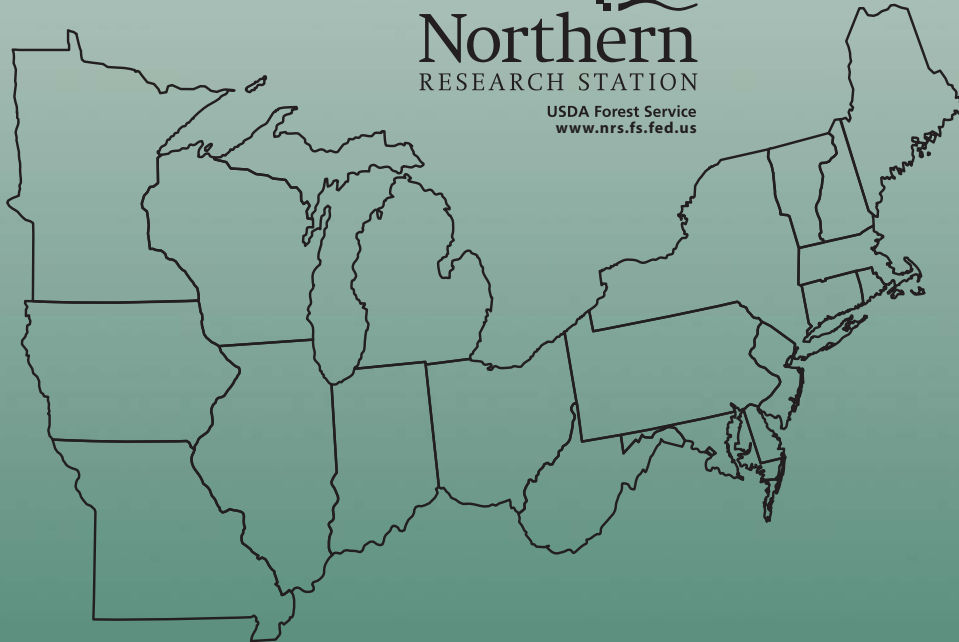 Northern
RESEARCH STATION
USDA Forest Service
www.nrs.fs.fed.us